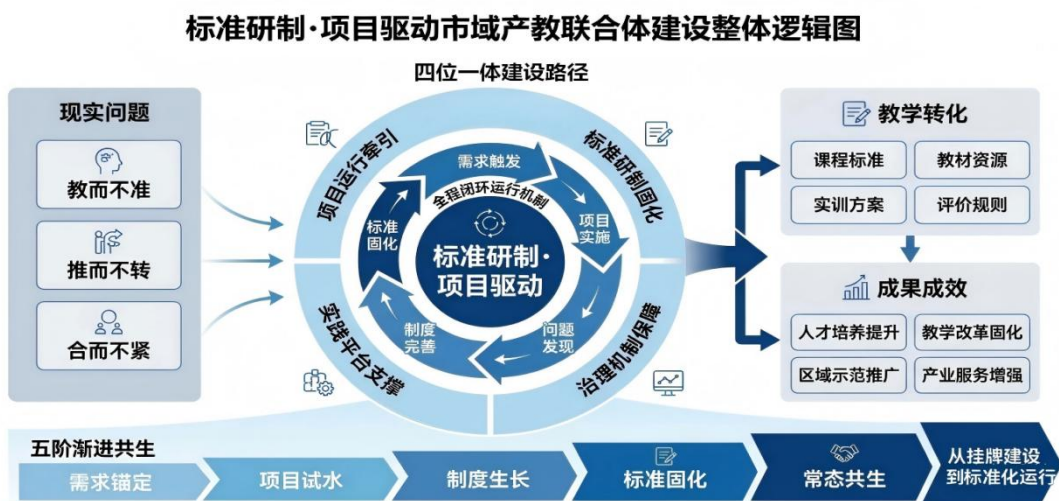 标准研制·项目驱动市域产教联合体建设整体逻辑图
四位一体建设路径
现实问题
教而不准
推而不转
合而不紧
项目运行牵引
标准研制固化
实践平台支撑
治理机制保障
需求触发
项目
实施
问题
发现
制度
完善
标准
固化
全程闭环运行机制
标准研制·
项目驱动
教学转化
课程标准
教材资源
实训方案
评价规则
成果成效
人才培养提升
教学改革固化
区域示范推广
产业服务增强
五阶渐进共生
需求锚定
项目试水
制度生长
标准固化
常态共生
从挂牌建设
到标准化运行